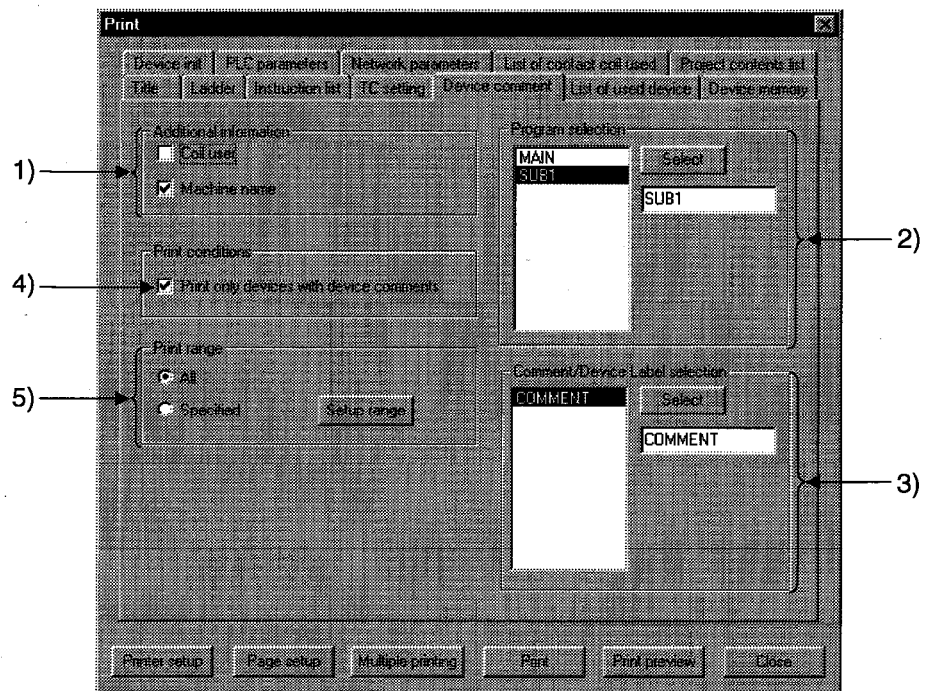 Print
Device init PLC parameters Network parameters List of contact coil used Project contents list
Title Ladder Instruction list TC setting Device comment List of used device Device memory
Additional information
Coil user
Machine name
1)
Program selection
MAIN
SUB1
Select
SUB1
2)
Print conditions
4)
Print only devices with device comments
Print range
All
Specified
Setup range
5)
Comment/Device Label selection
COMMENT
Select
COMMENT
3)
Printer setup Page setup Multiple printing Print Print preview Close